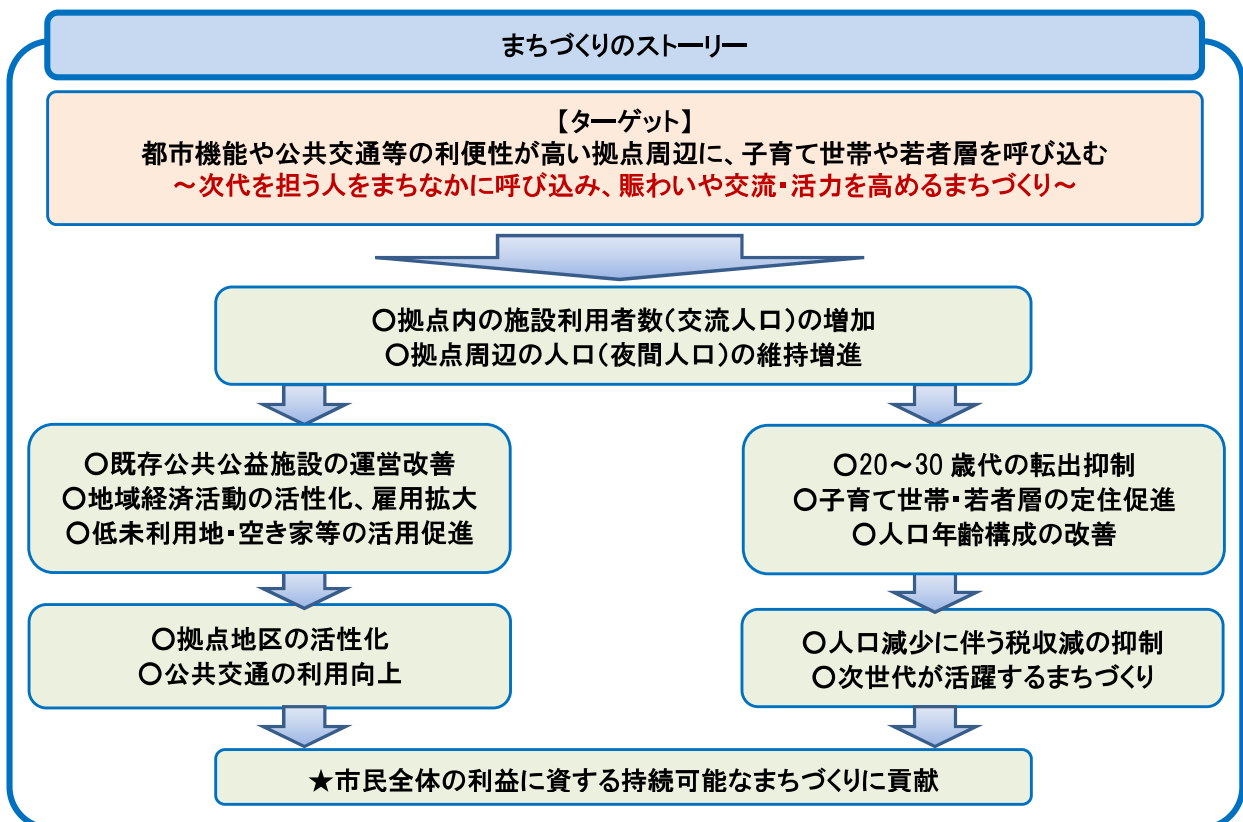 まちづくりのストーリー
【ターゲット】
都市機能や公共交通等の利便性が高い拠点周辺に、子育て世帯や若者層を呼び込む
～次代を担う人をまちなかに呼び込み、賑わいや交流・活力を高めるまちづくり～
○拠点内の施設利用者数（交流人口）の増加
○拠点周辺の人口（夜間人口）の維持増進
○既存公共公益施設の運営改善
○地域経済活動の活性化、雇用拡大
○低未利用地・空き家等の活用促進
○20～30 歳代の転出抑制
○子育て世帯・若者層の定住促進
○人口年齢構成の改善
○拠点地区の活性化
○公共交通の利用向上
○人口減少に伴う税収減の抑制
○次世代が活躍するまちづくり
★市民全体の利益に資する持続可能なまちづくりに貢献